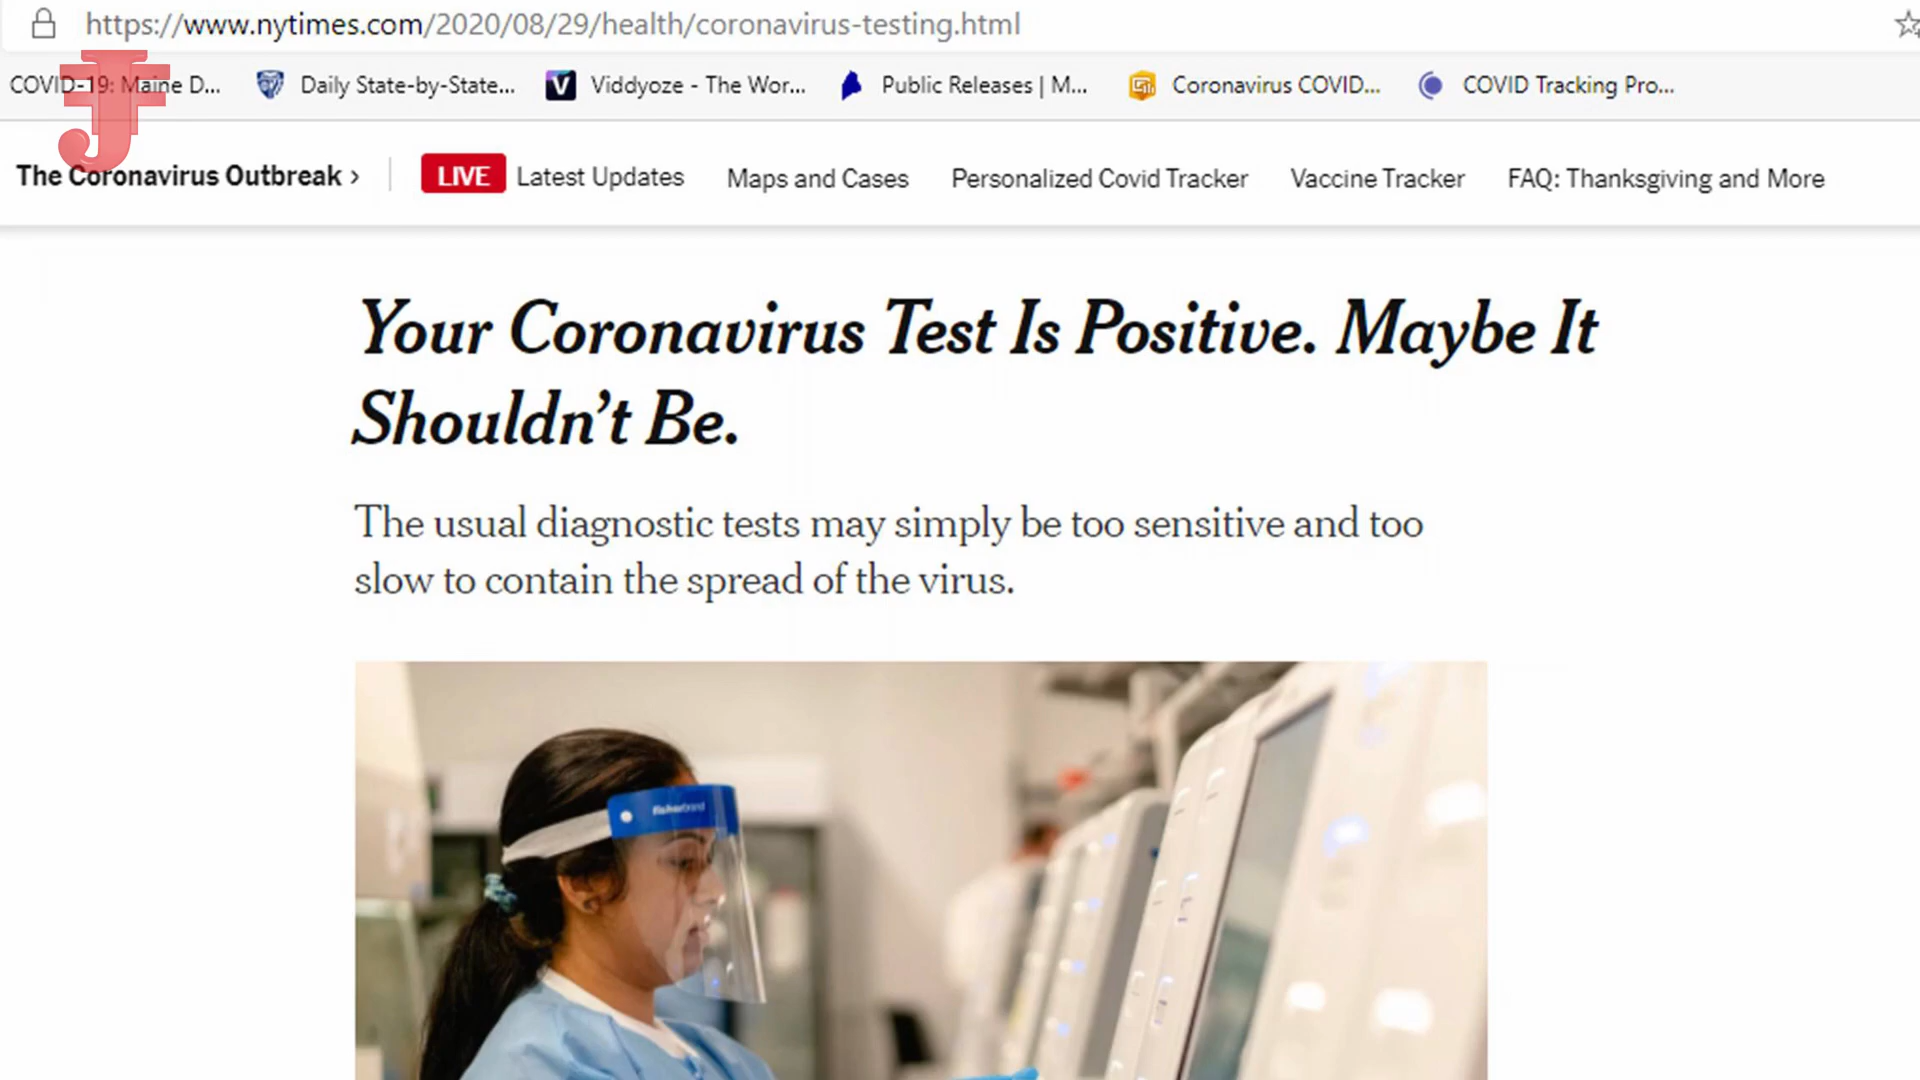 https://www.nytimes.com/2020/08/29/health/coronavirus-testing.html
COVID-19: Maine D... Daily State-by-State... V Viddyoze - The Wor... Public Releases | M... Coronavirus COVID... COVID Tracking Pro...
J
The Coronavirus Outbreak › LIVE Latest Updates Maps and Cases Personalized Covid Tracker Vaccine Tracker FAQ: Thanksgiving and More
Your Coronavirus Test Is Positive. Maybe It
Shouldn’t Be.
The usual diagnostic tests may simply be too sensitive and too
slow to contain the spread of the virus.
fisherbrand